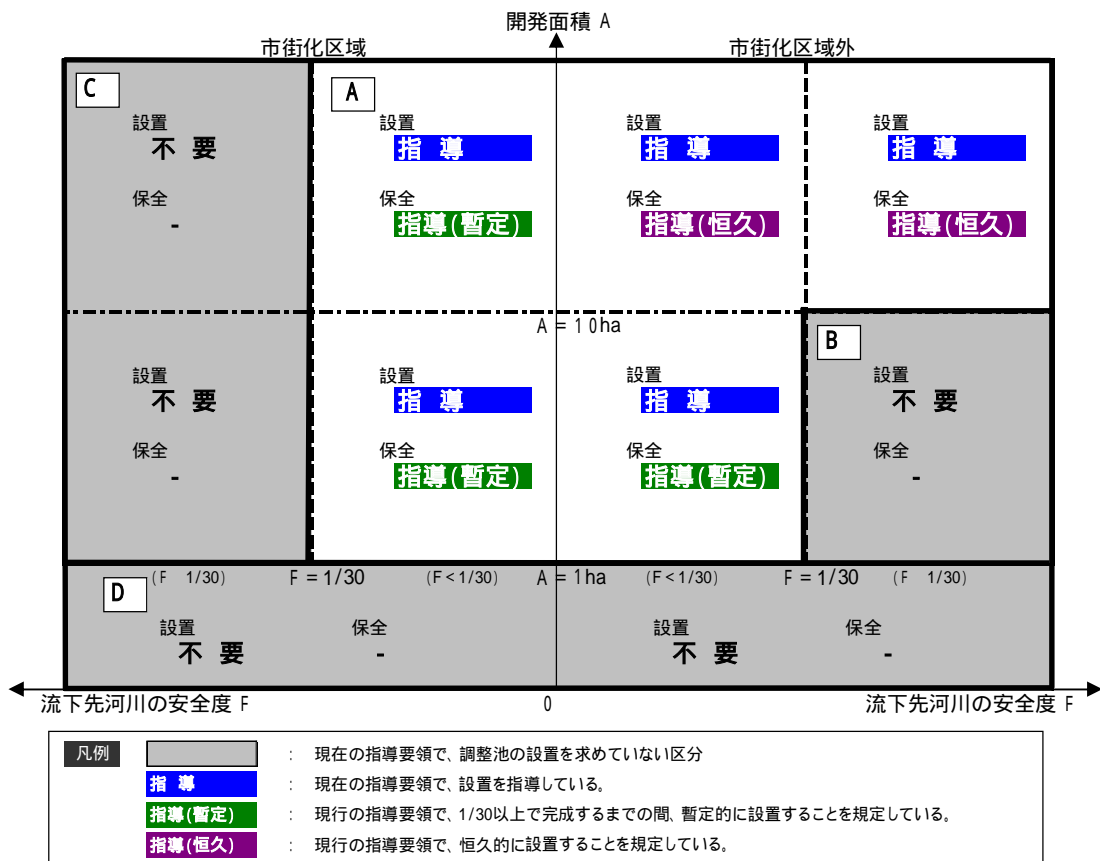 開発面積 A
市街化区域 市街化区域外
C A
設置 設置 設置 設置
不 要 指 導 指 導 指 導
保全 保全 保全 保全
- 指導(暫定) 指導(恒久) 指導(恒久)
A = 10ha
B
設置 設置 設置 設置
不 要 指 導 指 導 不 要
保全 保全 保全 保全
- 指導(暫定) 指導(暫定) -
(F 1/30) F = 1/30 (F < 1/30) A = 1ha (F < 1/30) F = 1/30 (F 1/30)
D
設置 保全 設置 保全
不 要 - 不 要 -
流下先河川の安全度 F 0 流下先河川の安全度 F
凡例 : 現在の指導要領で、調整池の設置を求めていない区分
指 導 : 現在の指導要領で、設置を指導している。
指導(暫定) : 現行の指導要領で、1/30以上で完成するまでの間、暫定的に設置することを規定している。
指導(恒久) : 現行の指導要領で、恒久的に設置することを規定している。